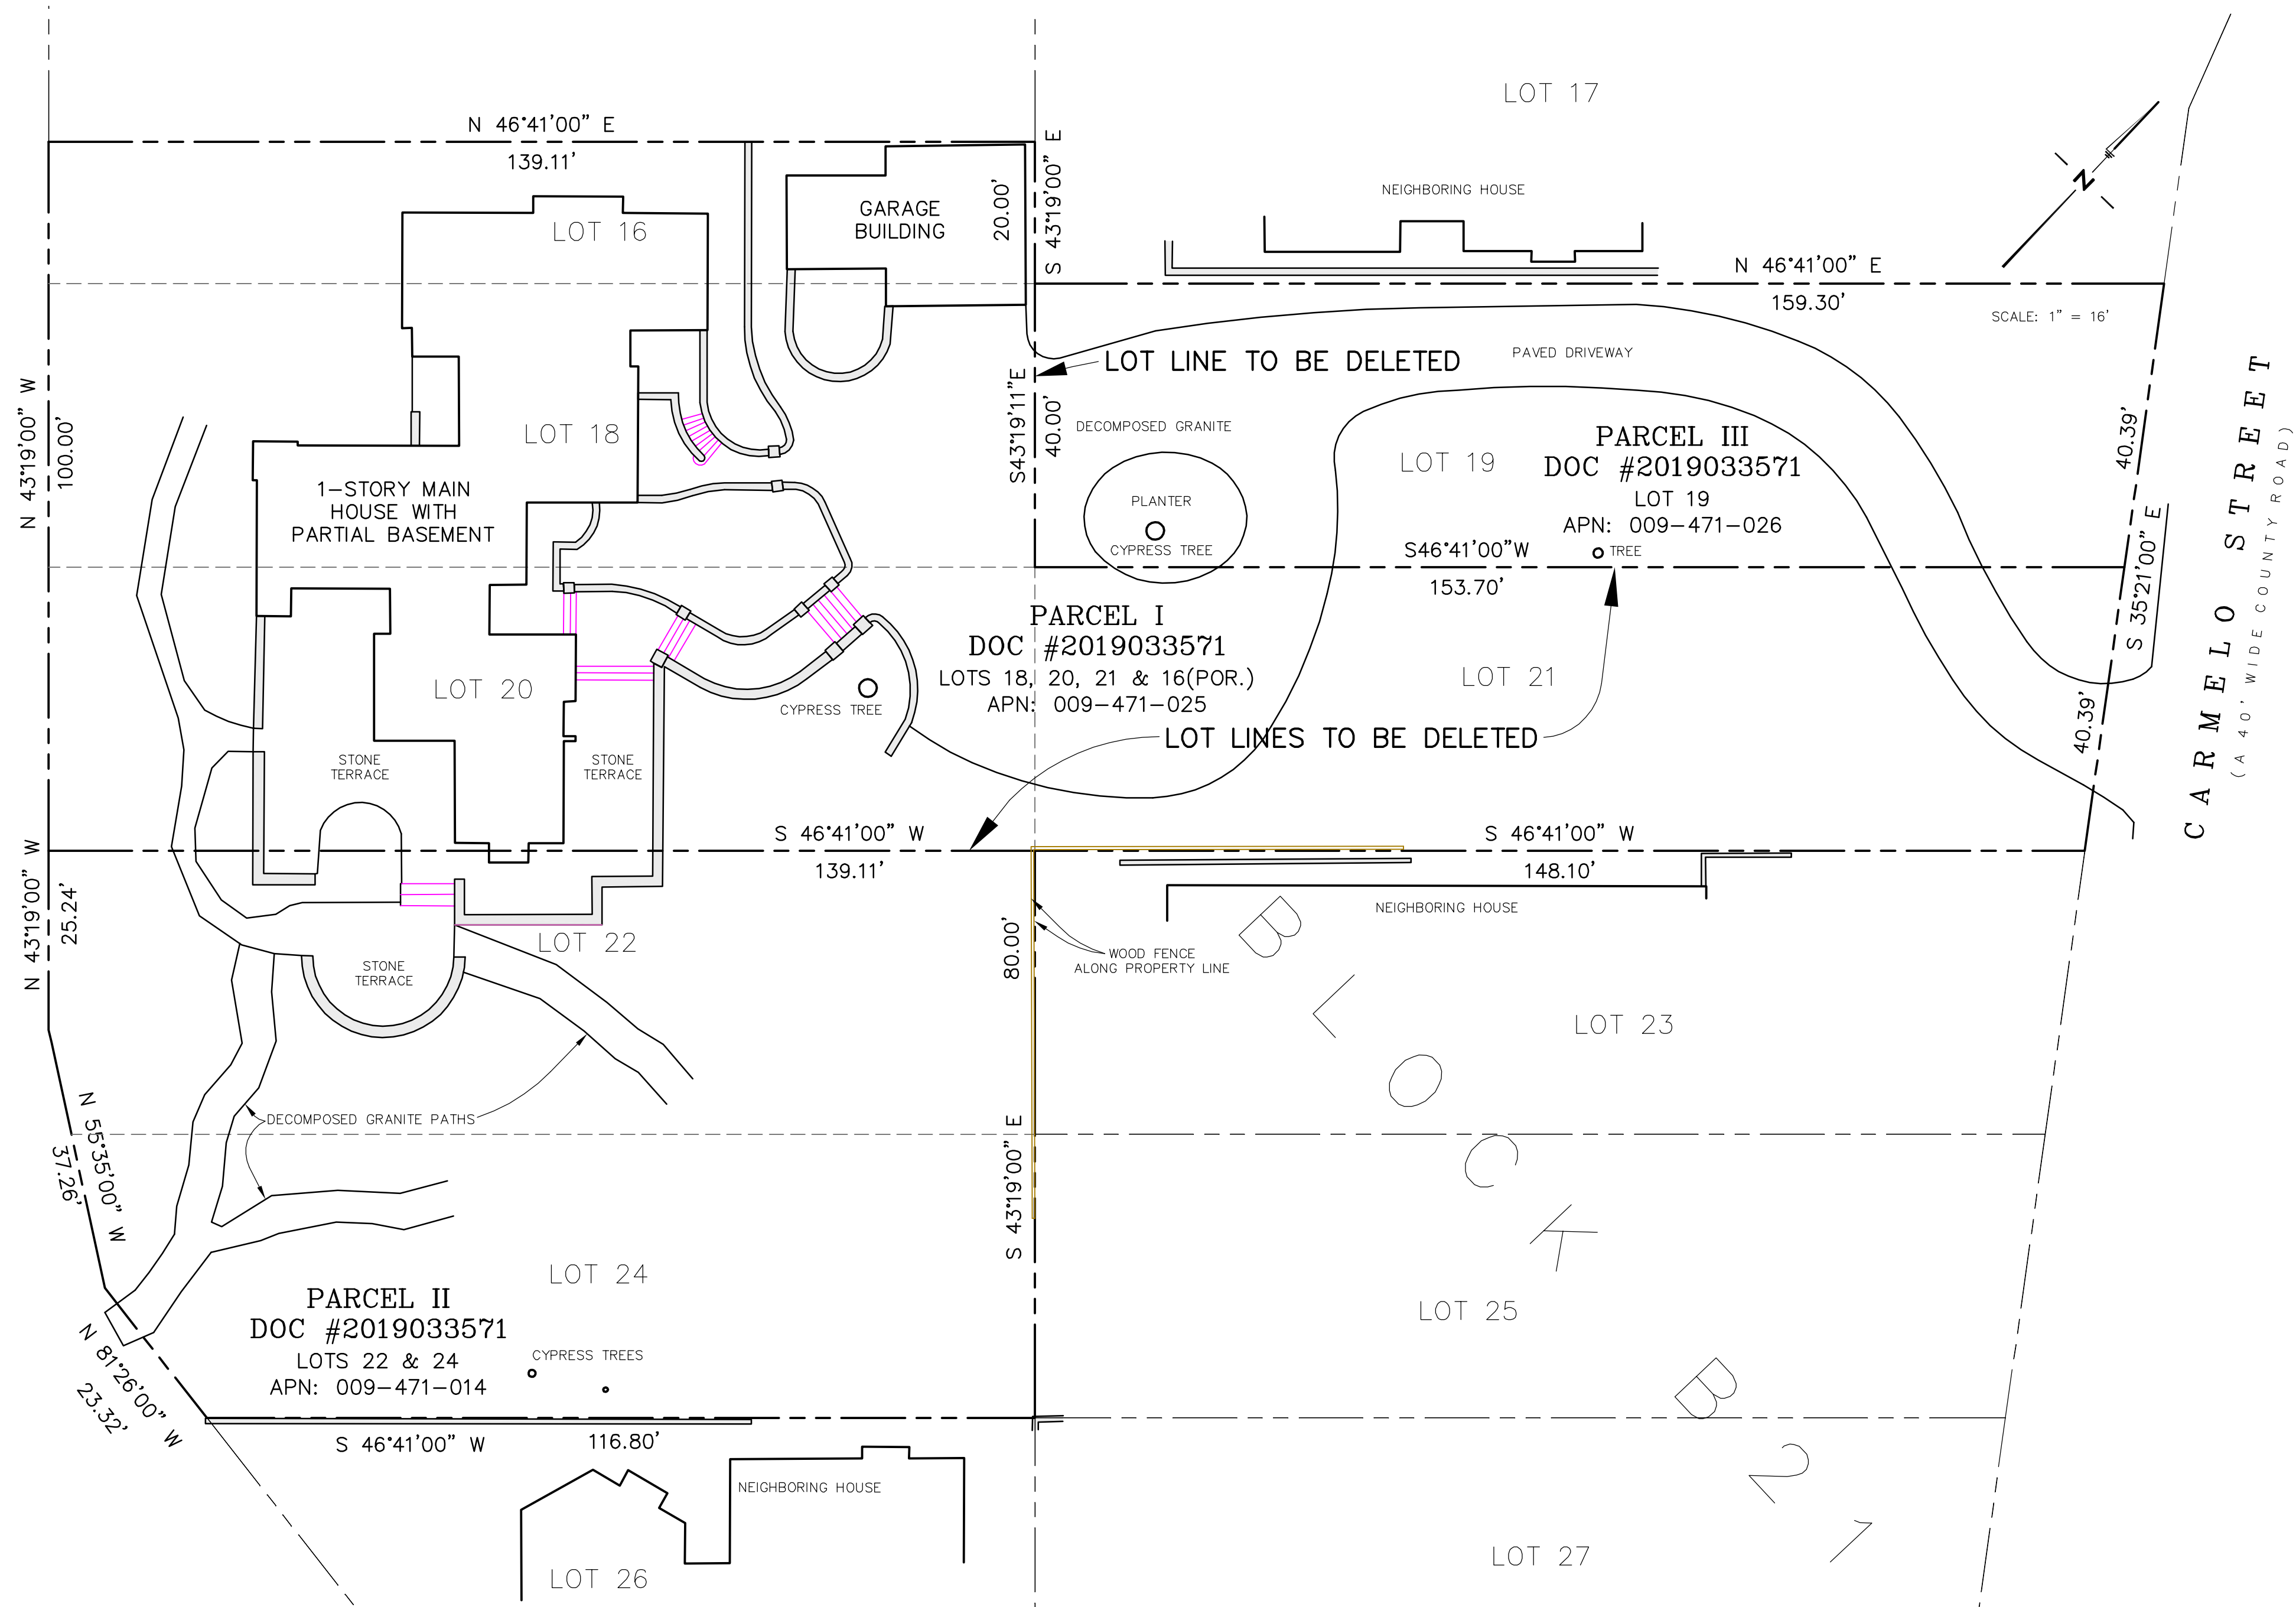 LOT 17
N 46°41'00" E
139.11'
S 43°19'00" E
20.00'
GARAGE
BUILDING
NEIGHBORING HOUSE
N
LOT 16
N 46°41'00" E
159.30'
SCALE: 1" = 16'
LOT LINE TO BE DELETED
PAVED DRIVEWAY
S43°19'11"E
40.00'
DECOMPOSED GRANITE
N 43°19'00" W
100.00'
LOT 18
LOT 19
PARCEL III
DOC #2019033571
LOT 19
APN: 009-471-026
40.39'
CARMELO STREET
(A 40' WIDE COUNTY ROAD)
1-STORY MAIN
HOUSE WITH
PARTIAL BASEMENT
PLANTER
CYPRESS TREE
S46°41'00"W
TREE
153.70'
S 35°21'00" E
PARCEL I
DOC #2019033571
LOTS 18, 20, 21 & 16(POR.)
APN: 009-471-025
LOT 21
LOT 20
CYPRESS TREE
40.39'
LOT LINES TO BE DELETED
STONE
TERRACE
STONE
TERRACE
S 46°41'00" W
139.11'
S 46°41'00" W
148.10'
N 43°19'00" W
25.24'
NEIGHBORING HOUSE
LOT 22
80.00'
WOOD FENCE
ALONG PROPERTY LINE
STONE
TERRACE
BLOCK B21
LOT 23
DECOMPOSED GRANITE PATHS
N 55°35'00" W
37.26'
S 43°19'00" E
LOT 24
LOT 25
PARCEL II
DOC #2019033571
LOTS 22 & 24
APN: 009-471-014
CYPRESS TREES
N 81°26'00" W
23.32'
S 46°41'00" W
116.80'
NEIGHBORING HOUSE
LOT 26
LOT 27